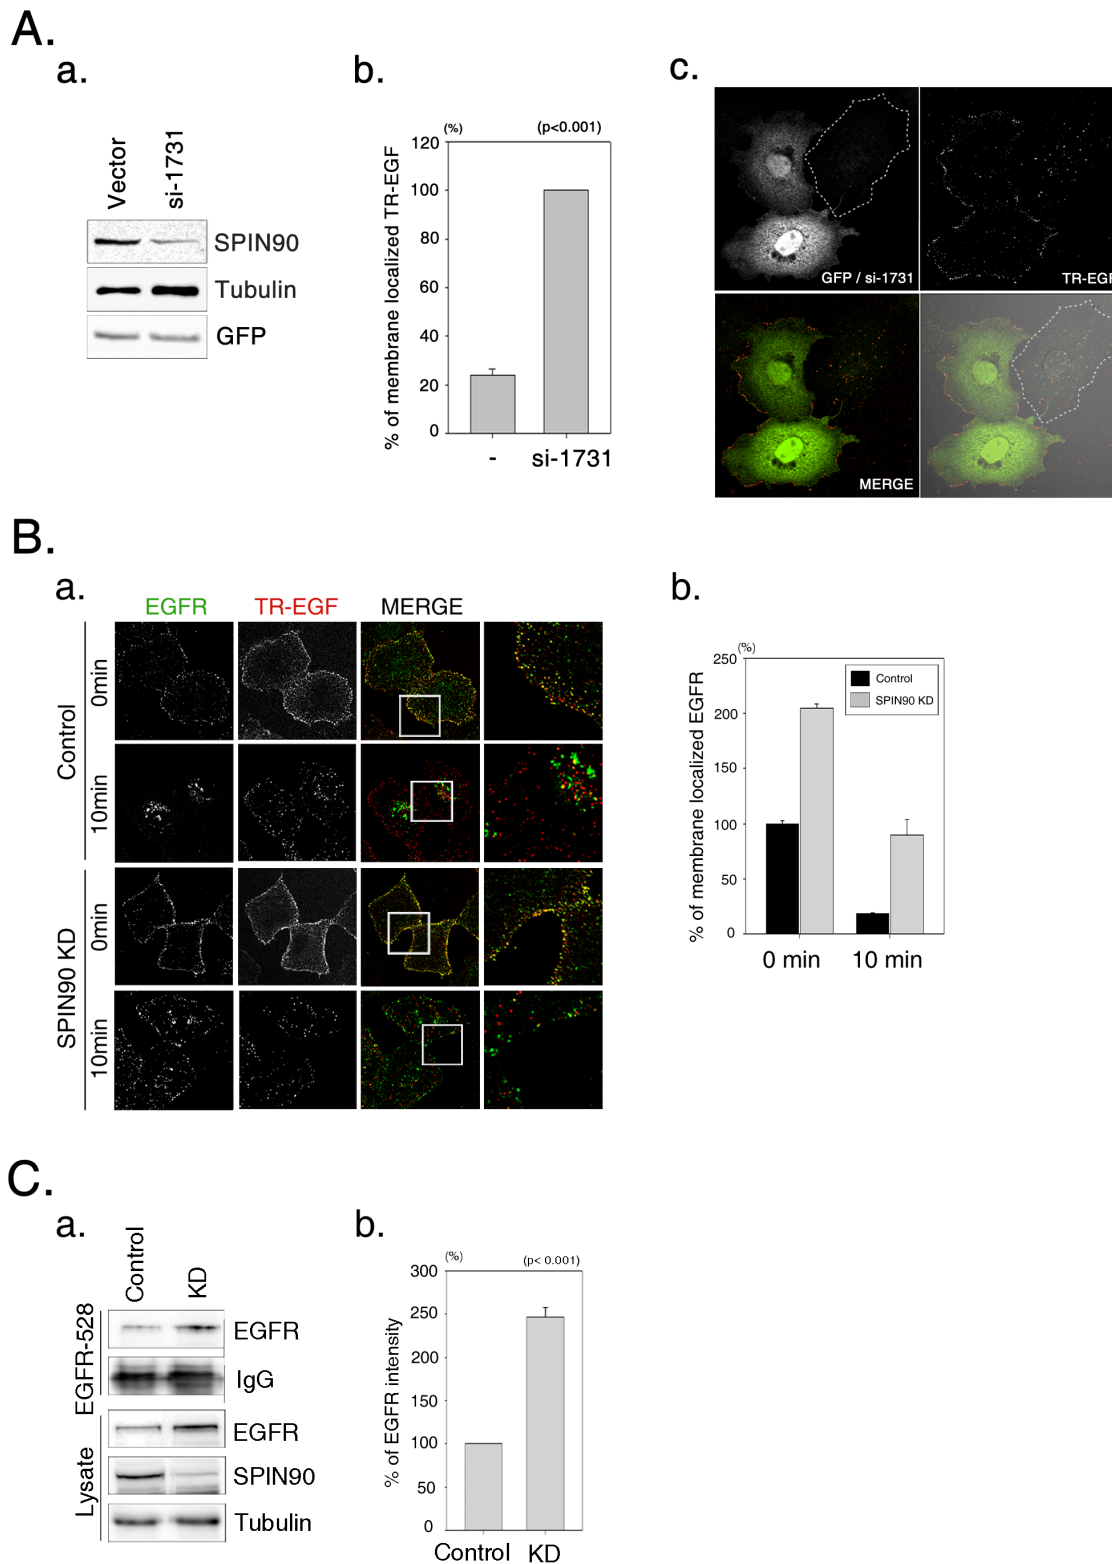 A.
a.
Vector
si-1731
SPIN90
Tubulin
GFP
b.
(%)
(p<0.001)
% of membrane localized TR-EGF
120
100
80
60
40
20
0
-
si-1731
c.
GFP / si-1731
TR-EGF
MERGE
B.
a.
EGFR
TR-EGF
MERGE
Control
0min
10min
SPIN90 KD
0min
10min
b.
(%)
% of membrane localized EGFR
250
200
150
100
50
0
Control
SPIN90 KD
0 min
10 min
C.
a.
Control
KD
EGFR-528
EGFR
IgG
Lysate
EGFR
SPIN90
Tubulin
b.
(%)
(p< 0.001)
% of EGFR intensity
300
250
200
150
100
50
0
Control
KD